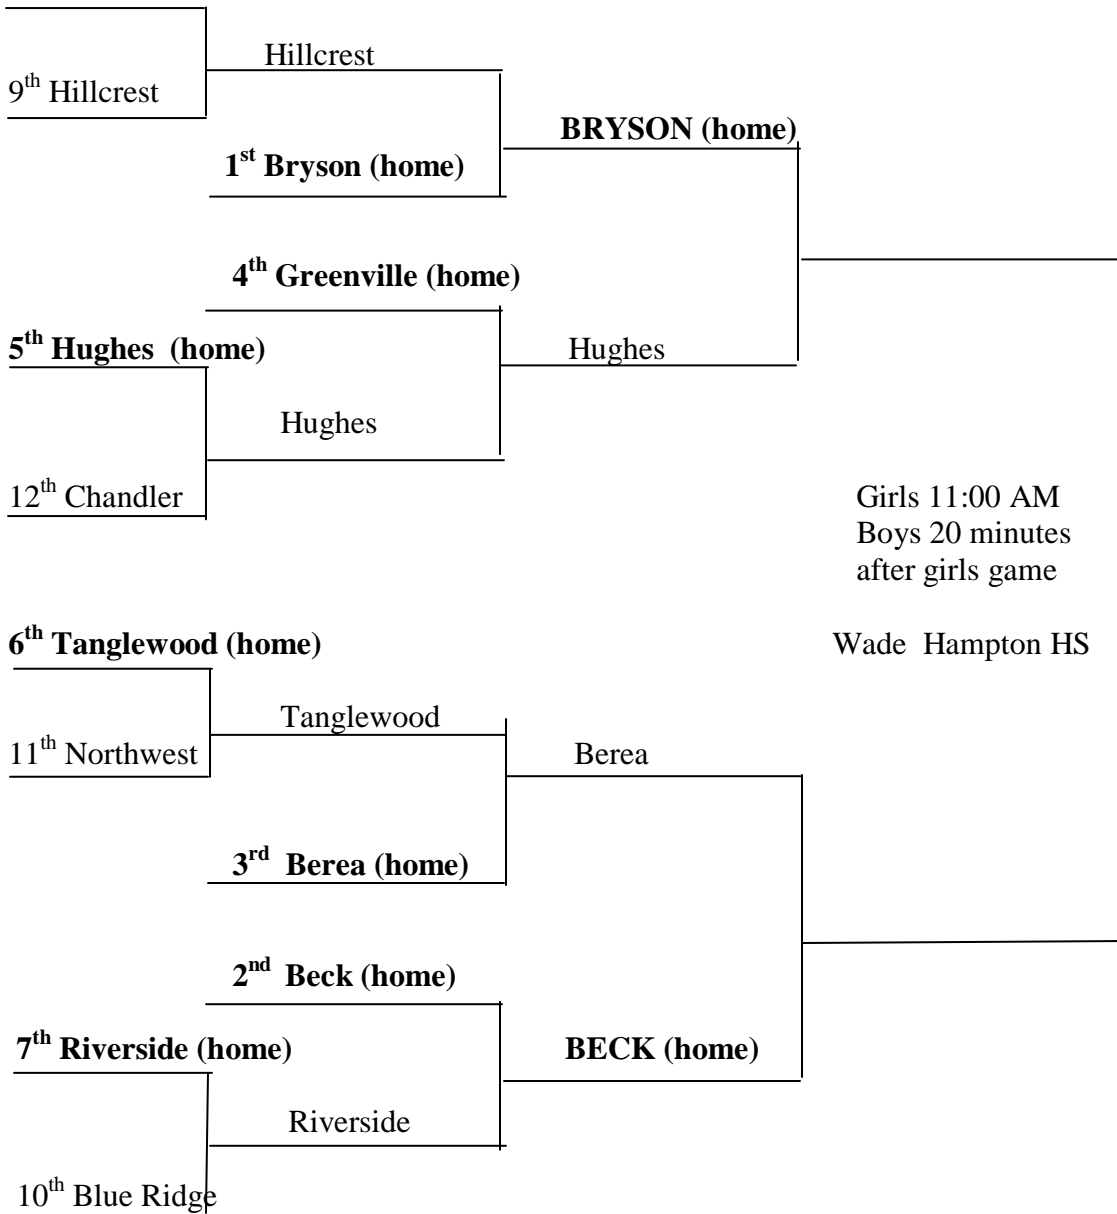 Hillcrest
9th Hillcrest
BRYSON (home)
1st Bryson (home)
4th Greenville (home)
5th Hughes (home)
Hughes
Hughes
12th Chandler
Girls 11:00 AM
Boys 20 minutes
after girls game
6th Tanglewood (home)
Wade Hampton HS
Tanglewood
11th Northwest
Berea
3rd Berea (home)
2nd Beck (home)
7th Riverside (home)
BECK (home)
Riverside
10th Blue Ridge